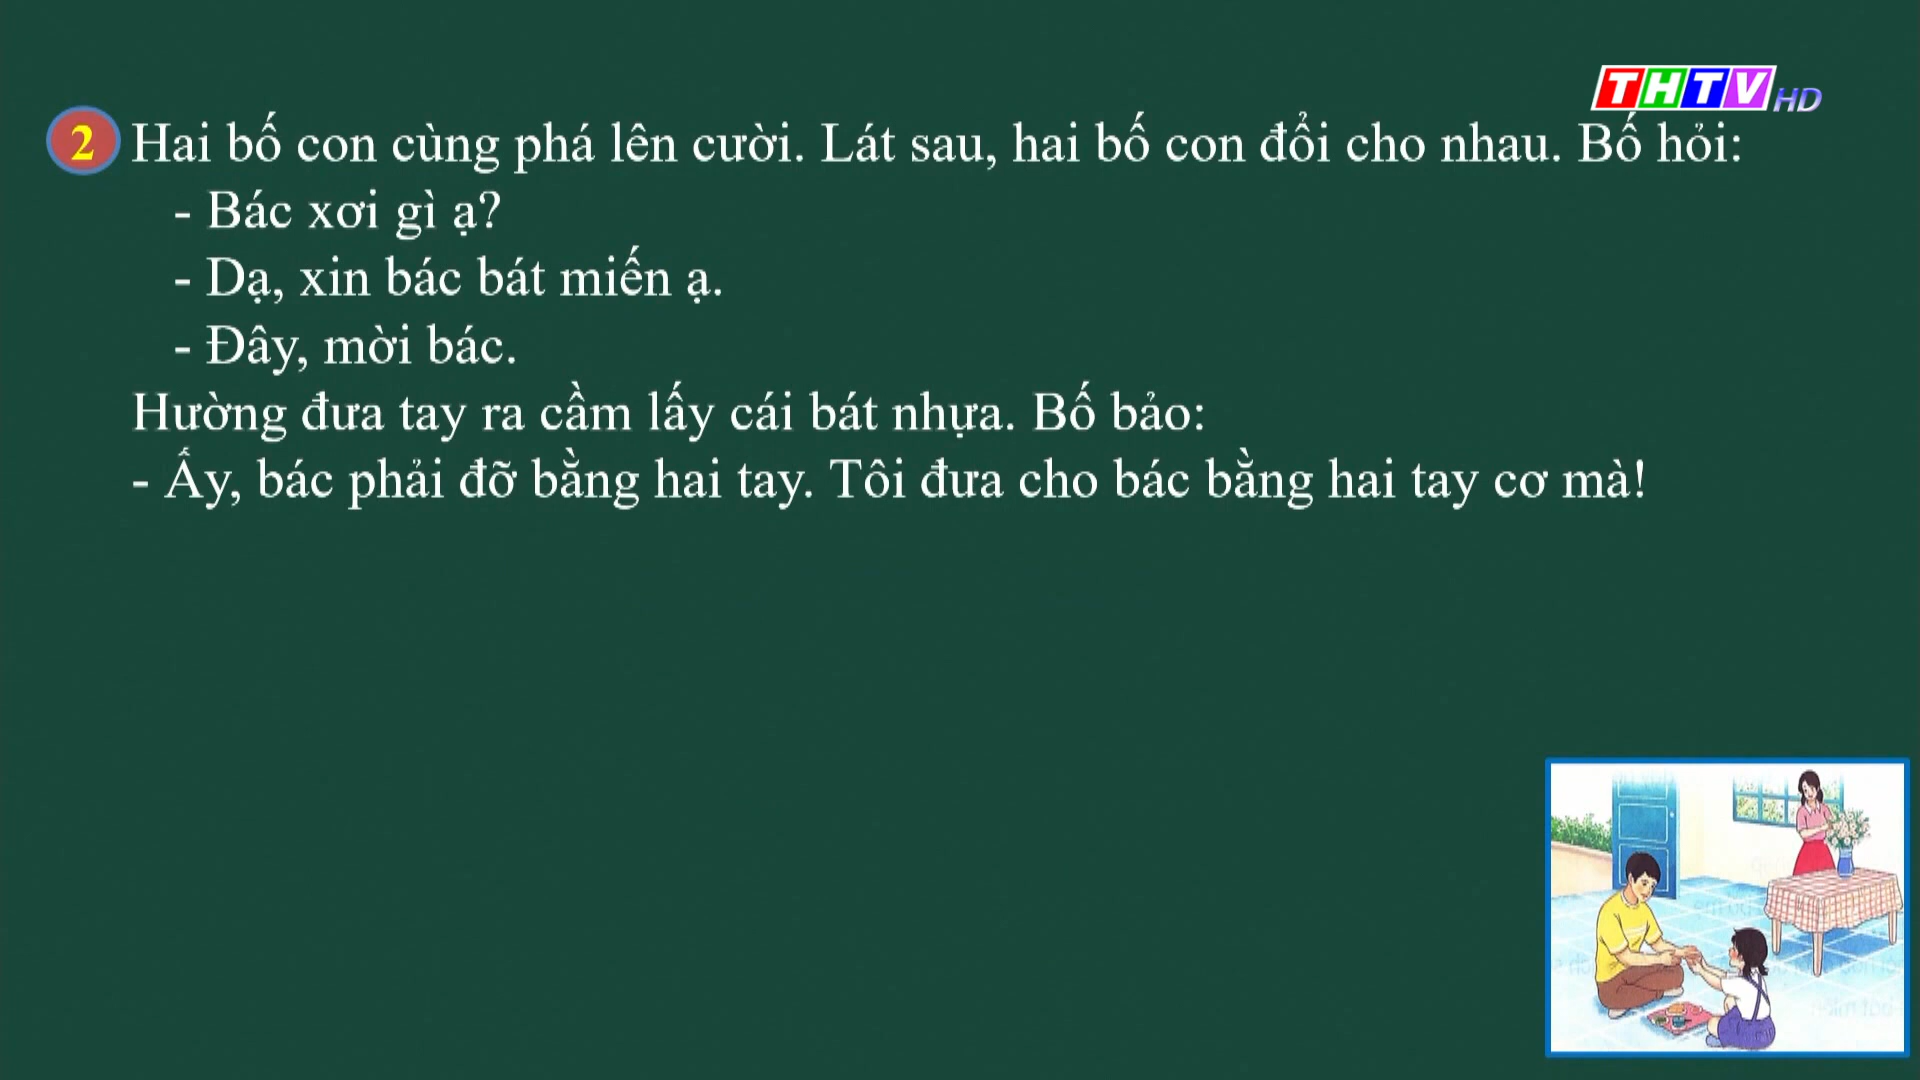 THTV HD
2 Hai bố con cùng phá lên cười. Lát sau, hai bố con đổi cho nhau. Bố hỏi:
- Bác xơi gì ạ?
- Dạ, xin bác bát miến ạ.
- Đây, mời bác.
Hường đưa tay ra cầm lấy cái bát nhựa. Bố bảo:
- Ấy, bác phải đỡ bằng hai tay. Tôi đưa cho bác bằng hai tay cơ mà!